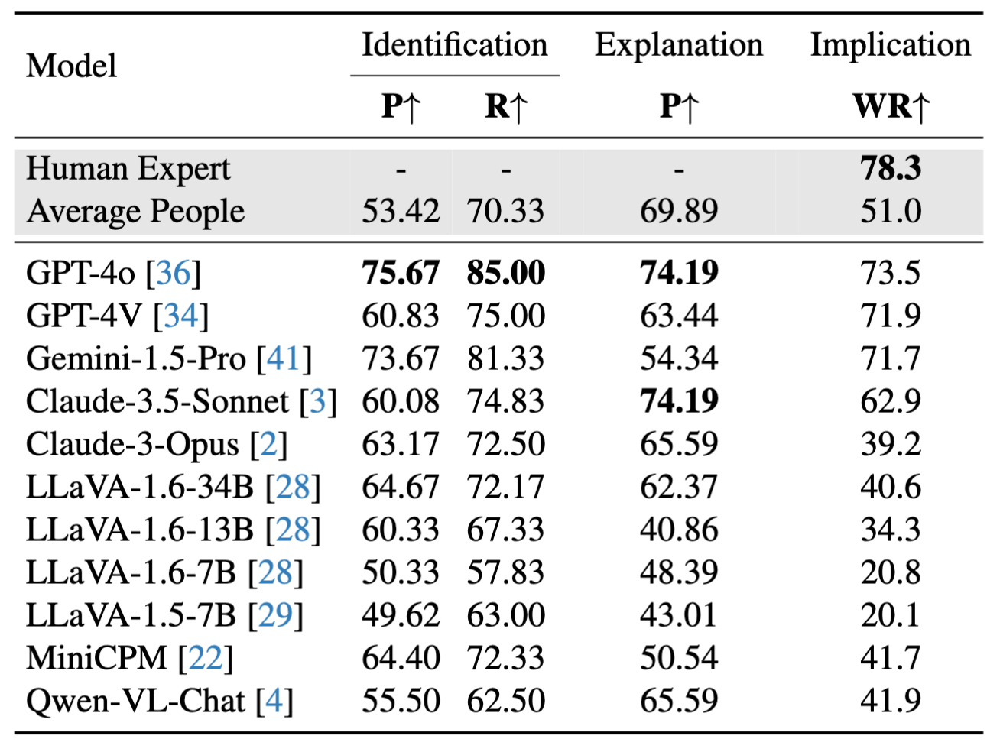 Model Identification Explanation Implication
P↑ R↑ P↑ WR↑
Human Expert - - - 78.3
Average People 53.42 70.33 69.89 51.0
GPT-4o [36] 75.67 85.00 74.19 73.5
GPT-4V [34] 60.83 75.00 63.44 71.9
Gemini-1.5-Pro [41] 73.67 81.33 54.34 71.7
Claude-3.5-Sonnet [3] 60.08 74.83 74.19 62.9
Claude-3-Opus [2] 63.17 72.50 65.59 39.2
LLaVA-1.6-34B [28] 64.67 72.17 62.37 40.6
LLaVA-1.6-13B [28] 60.33 67.33 40.86 34.3
LLaVA-1.6-7B [28] 50.33 57.83 48.39 20.8
LLaVA-1.5-7B [29] 49.62 63.00 43.01 20.1
MiniCPM [22] 64.40 72.33 50.54 41.7
Qwen-VL-Chat [4] 55.50 62.50 65.59 41.9